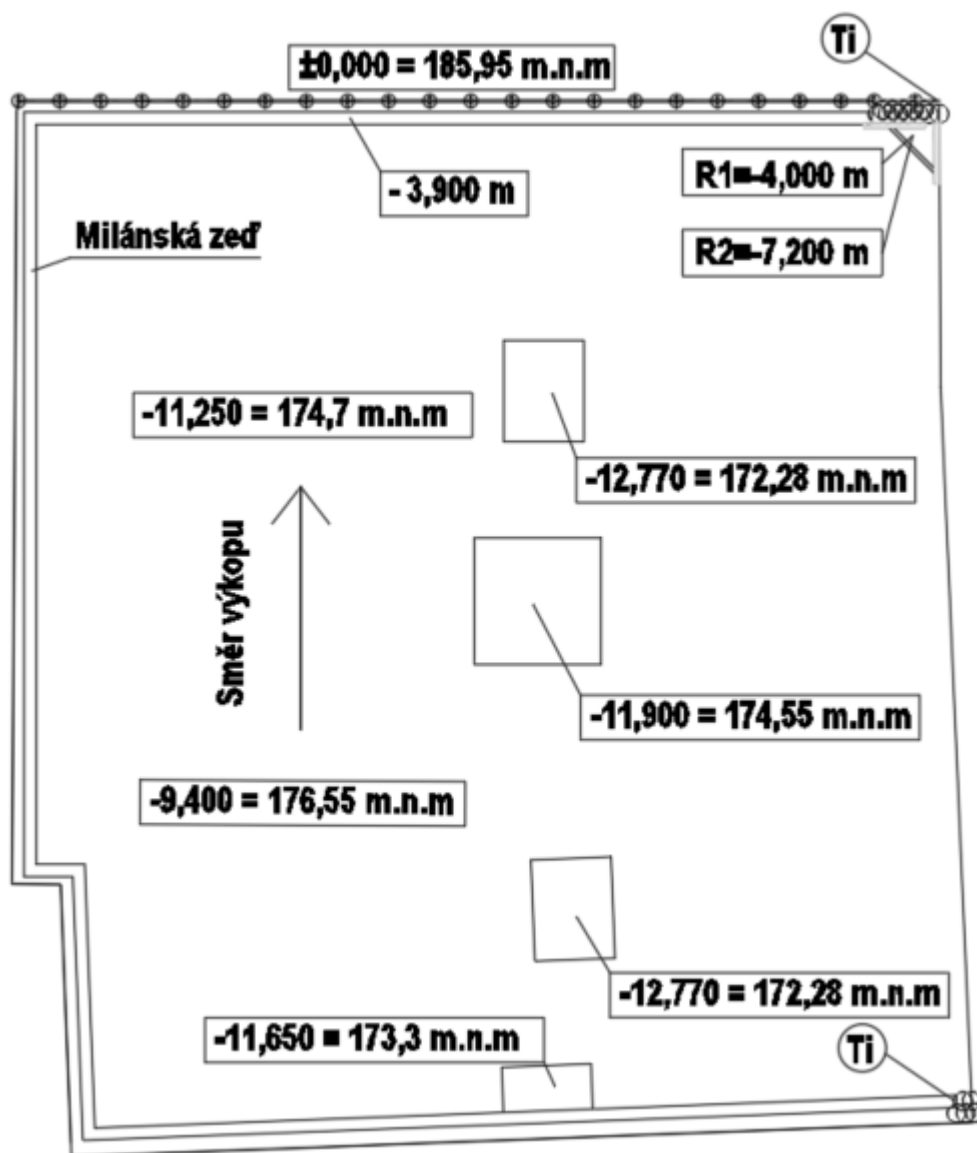 Ti
±0,000 = 185,95 m.n.m
R1=-4,000 m
- 3,900 m
Milánská zeď
R2=-7,200 m
-11,250 = 174,7 m.n.m
-12,770 = 172,28 m.n.m
Směr výkopu
-11,900 = 174,55 m.n.m
-9,400 = 176,55 m.n.m
-12,770 = 172,28 m.n.m
-11,650 = 173,3 m.n.m
Ti